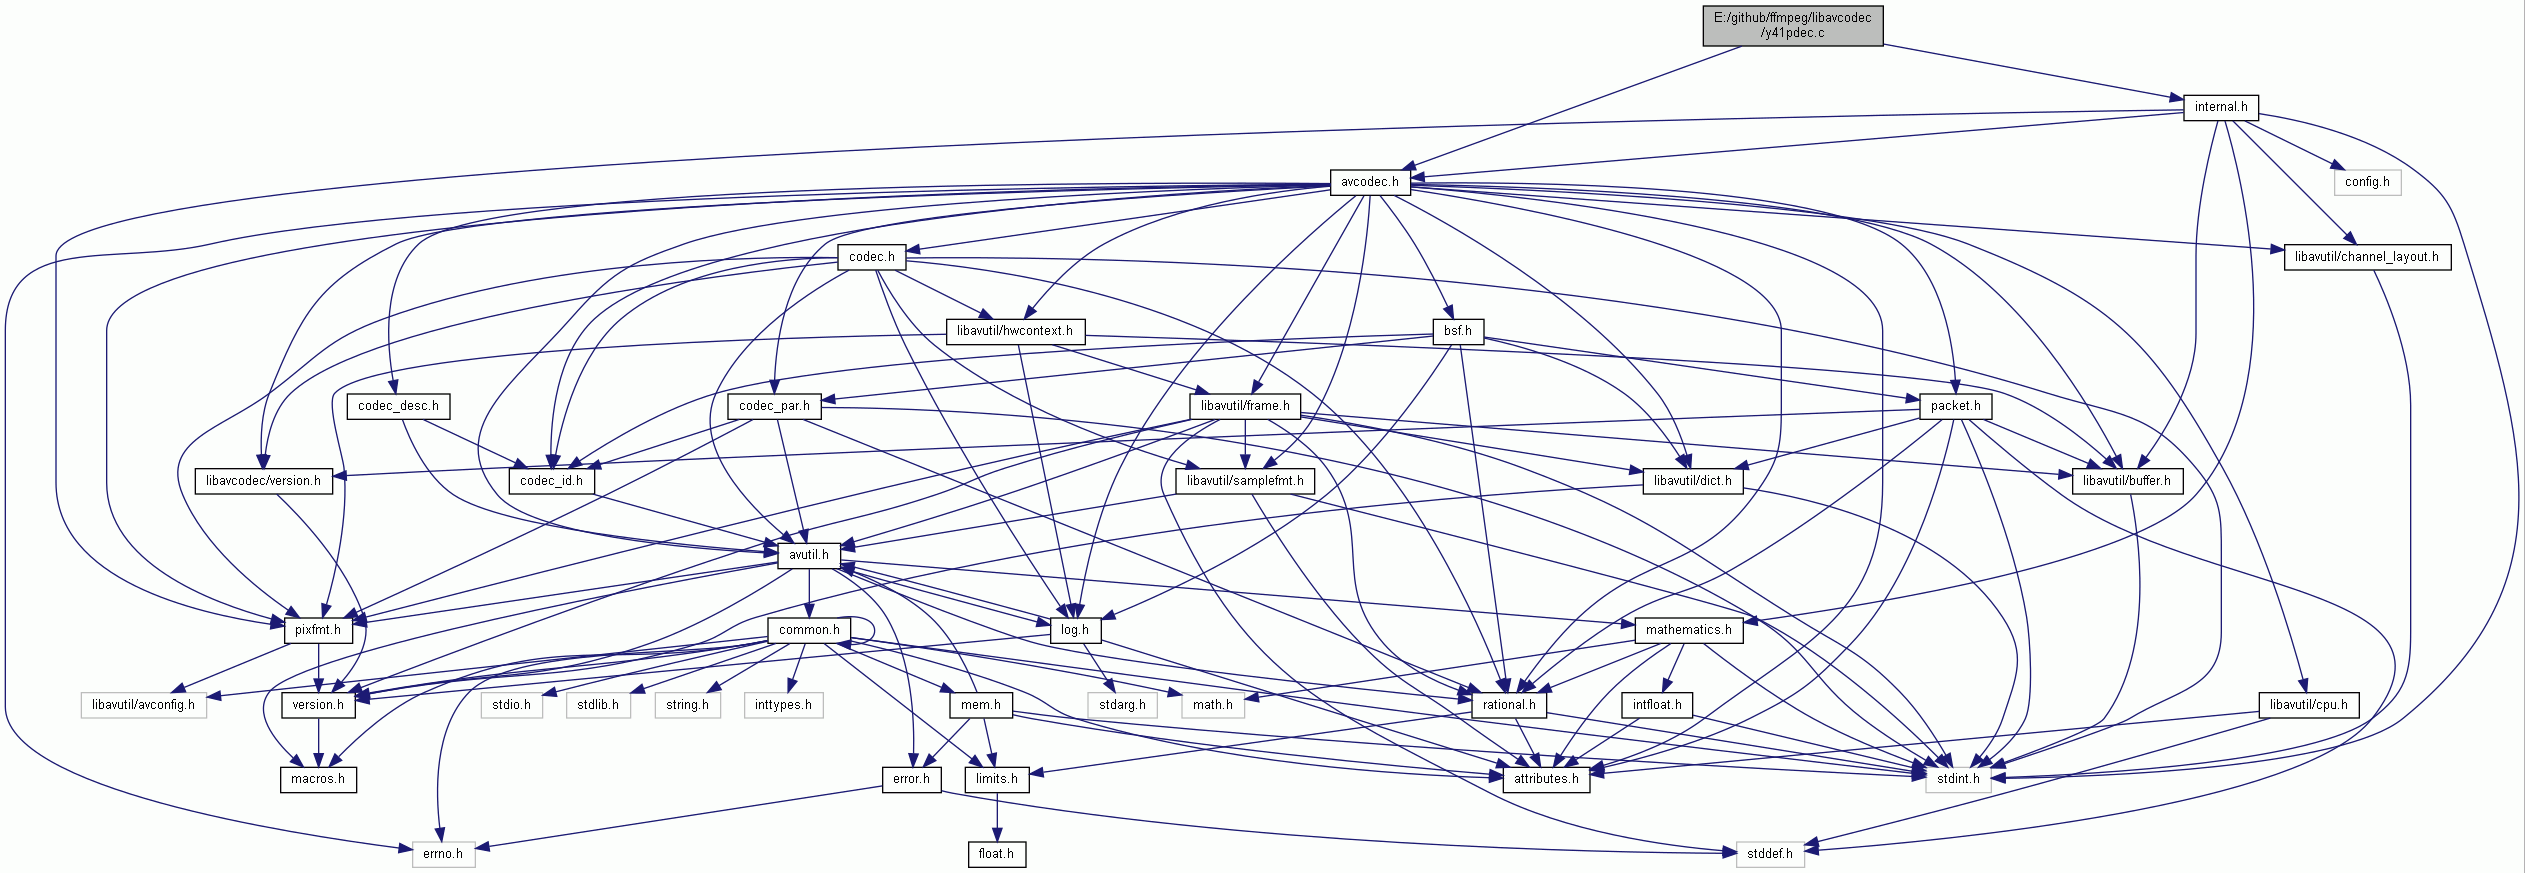 E:/github/ffmpeg/libavcodec
/y41pdec.c
internal.h
avcodec.h
config.h
codec.h
libavutil/channel_layout.h
libavutil/hwcontext.h
bsf.h
codec_desc.h
codec_par.h
libavutil/frame.h
packet.h
libavcodec/version.h
codec_id.h
libavutil/samplefmt.h
libavutil/dict.h
libavutil/buffer.h
avutil.h
pixfmt.h
common.h
log.h
mathematics.h
libavutil/avconfig.h
version.h
stdio.h
stdlib.h
string.h
inttypes.h
mem.h
stdarg.h
math.h
rational.h
intfloat.h
libavutil/cpu.h
macros.h
error.h
limits.h
attributes.h
stdint.h
errno.h
float.h
stddef.h